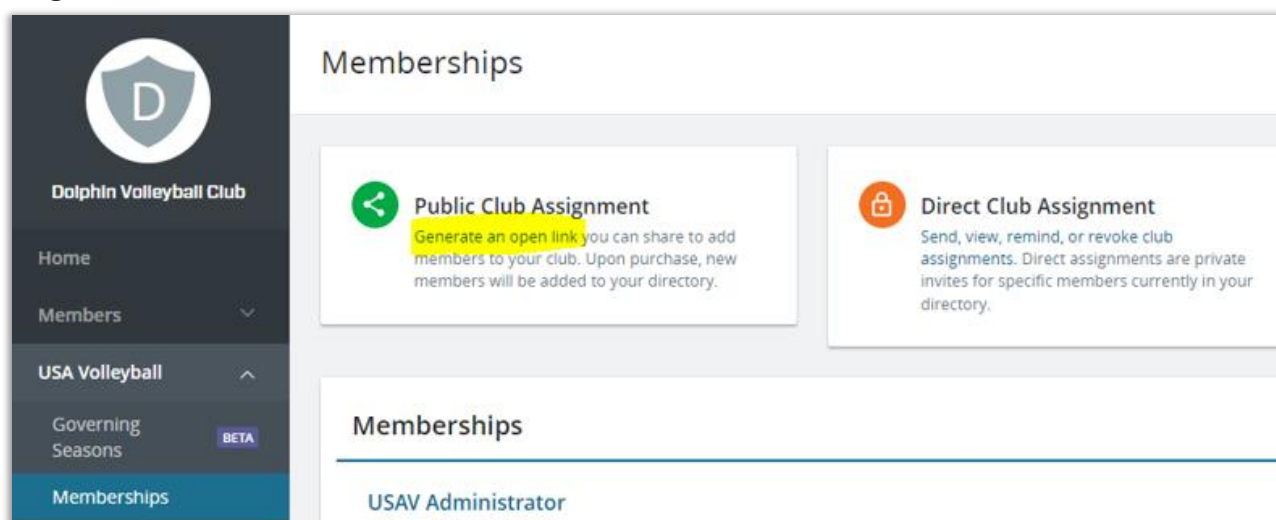 D
Dolphin Volleyball Club
Home
Members
USA Volleyball
Governing
Seasons
BETA
Memberships
Memberships
Public Club Assignment
Generate an open link you can share to add
members to your club. Upon purchase, new
members will be added to your directory.
Direct Club Assignment
Send, view, remind, or revoke club
assignments. Direct assignments are private
invites for specific members currently in your
directory.
Memberships
USAV Administrator